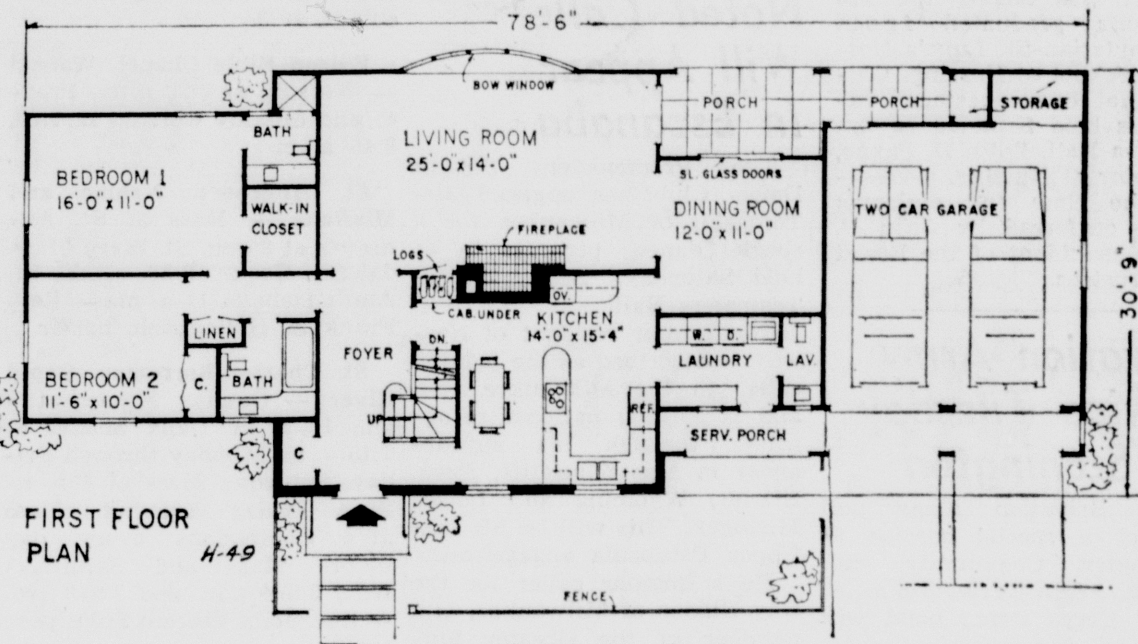 78'-6"
BOW WINDOW
PORCH
PORCH
STORAGE
BATH
LIVING ROOM
25'-0"x14'-0"
BEDROOM 1
16'-0"x11'-0"
SL. GLASS DOORS
WALK-IN
CLOSET
DINING ROOM
12'-0"x11'-0"
TWO CAR GARAGE
FIREPLACE
LOGS
30'-9"
OV.
CAB. UNDER
KITCHEN
14'-0"x15'-4"
LINEN
DN.
W.
D.
FOYER
LAUNDRY
LAV.
BEDROOM 2
11'-6"x10'-0"
C.
BATH
UP
REF.
SERV. PORCH
C
FIRST FLOOR
PLAN
H-49
FENCE